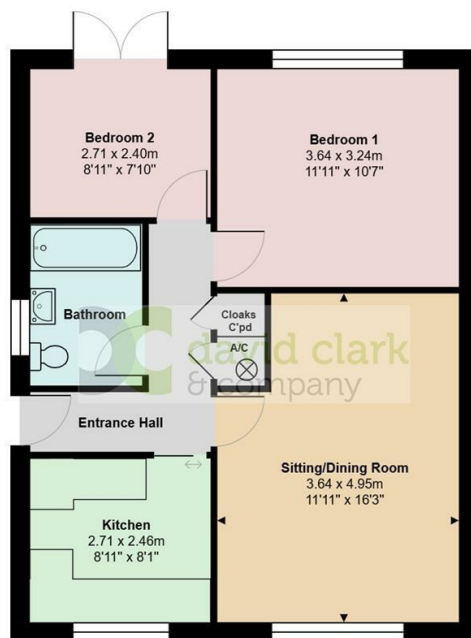 Bedroom 2
2.71 x 2.40m
8'11" x 7'10"
Bedroom 1
3.64 x 3.24m
11'11" x 10'7"
Bathroom
Cloaks
C'pd
A/C
david clark
& company
Entrance Hall
Sitting/Dining Room
3.64 x 4.95m
11'11" x 16'3"
Kitchen
2.71 x 2.46m
8'11" x 8'1"